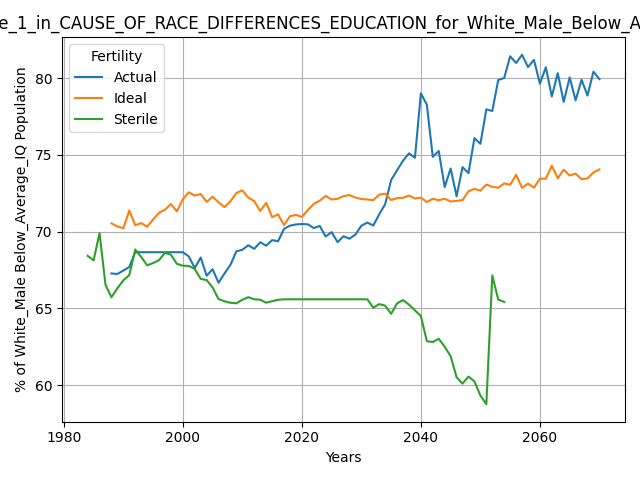 e_1_in_CAUSE_OF_RACE_DIFFERENCES_EDUCATION_for_White_Male_Below_A
Fertility
Actual
Ideal
Sterile
% of White_Male Below_Average_IQ Population
80
75
70
65
60
1980 2000 2020 2040 2060
Years